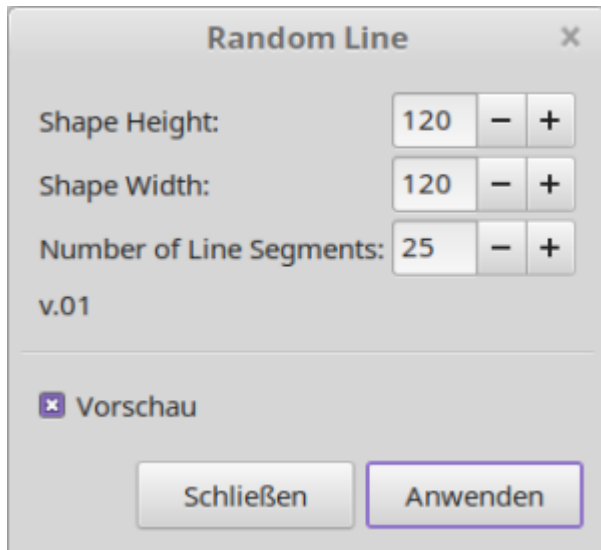 Random Line
Shape Height: 120
Shape Width: 120
Number of Line Segments: 25
v.01
Vorschau
Schließen Anwenden